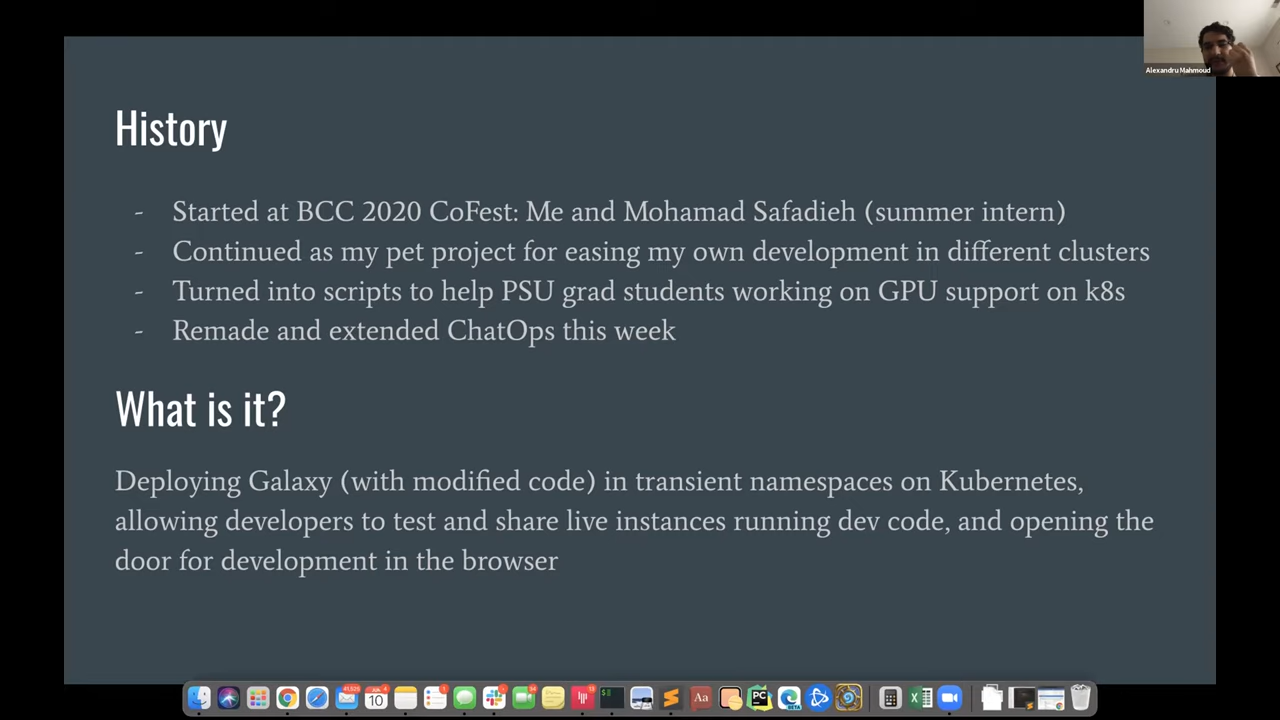 Alexandru Mahmoud
History
- Started at BCC 2020 CoFest: Me and Mohamad Safadieh (summer intern)
- Continued as my pet project for easing my own development in different clusters
- Turned into scripts to help PSU grad students working on GPU support on k8s
- Remade and extended ChatOps this week
What is it?
Deploying Galaxy (with modified code) in transient namespaces on Kubernetes,
allowing developers to test and share live instances running dev code, and opening the
door for development in the browser
10
Aa
PC
BETA